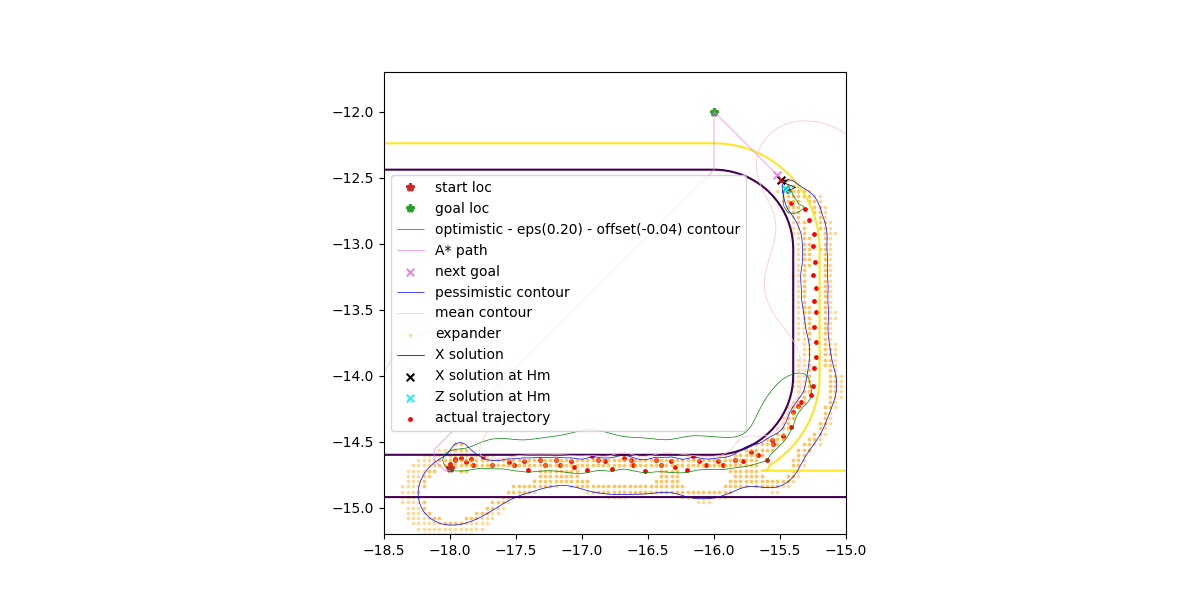 −12.0
−12.5
−13.0
−13.5
−14.0
−14.5
−15.0
start loc
goal loc
optimistic - eps(0.20) - offset(-0.04) contour
A* path
next goal
pessimistic contour
mean contour
expander
X solution
X solution at Hm
Z solution at Hm
actual trajectory
−18.5 −18.0 −17.5 −17.0 −16.5 −16.0 −15.5 −15.0